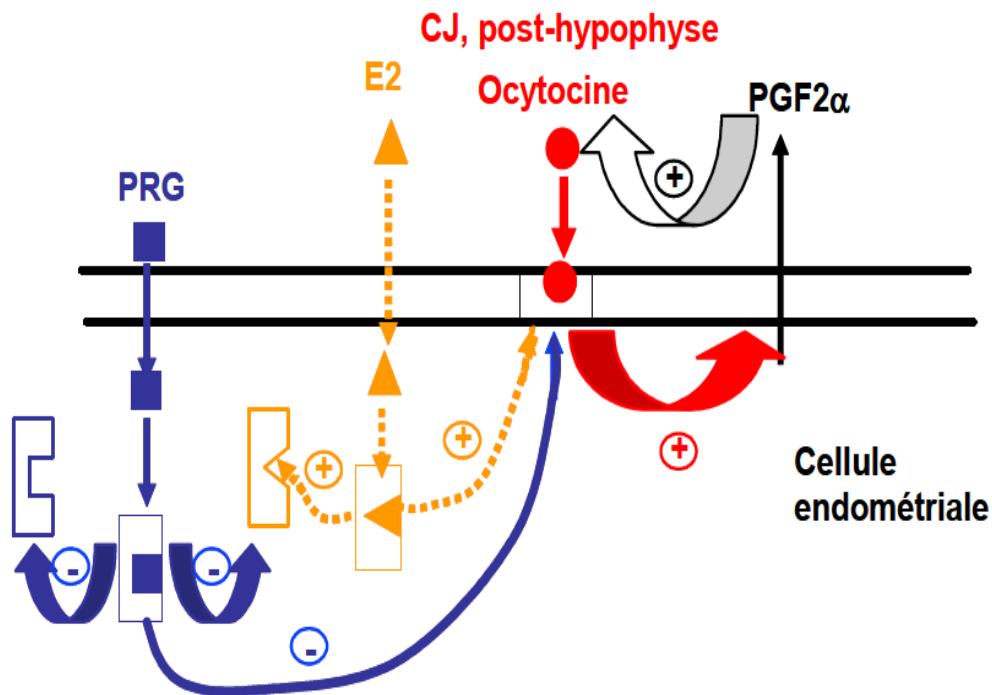 CJ, post-hypophyse
E2
Ocytocine
PGF2α
PRG
+
+
+
+
-
-
-
Cellule
endométriale